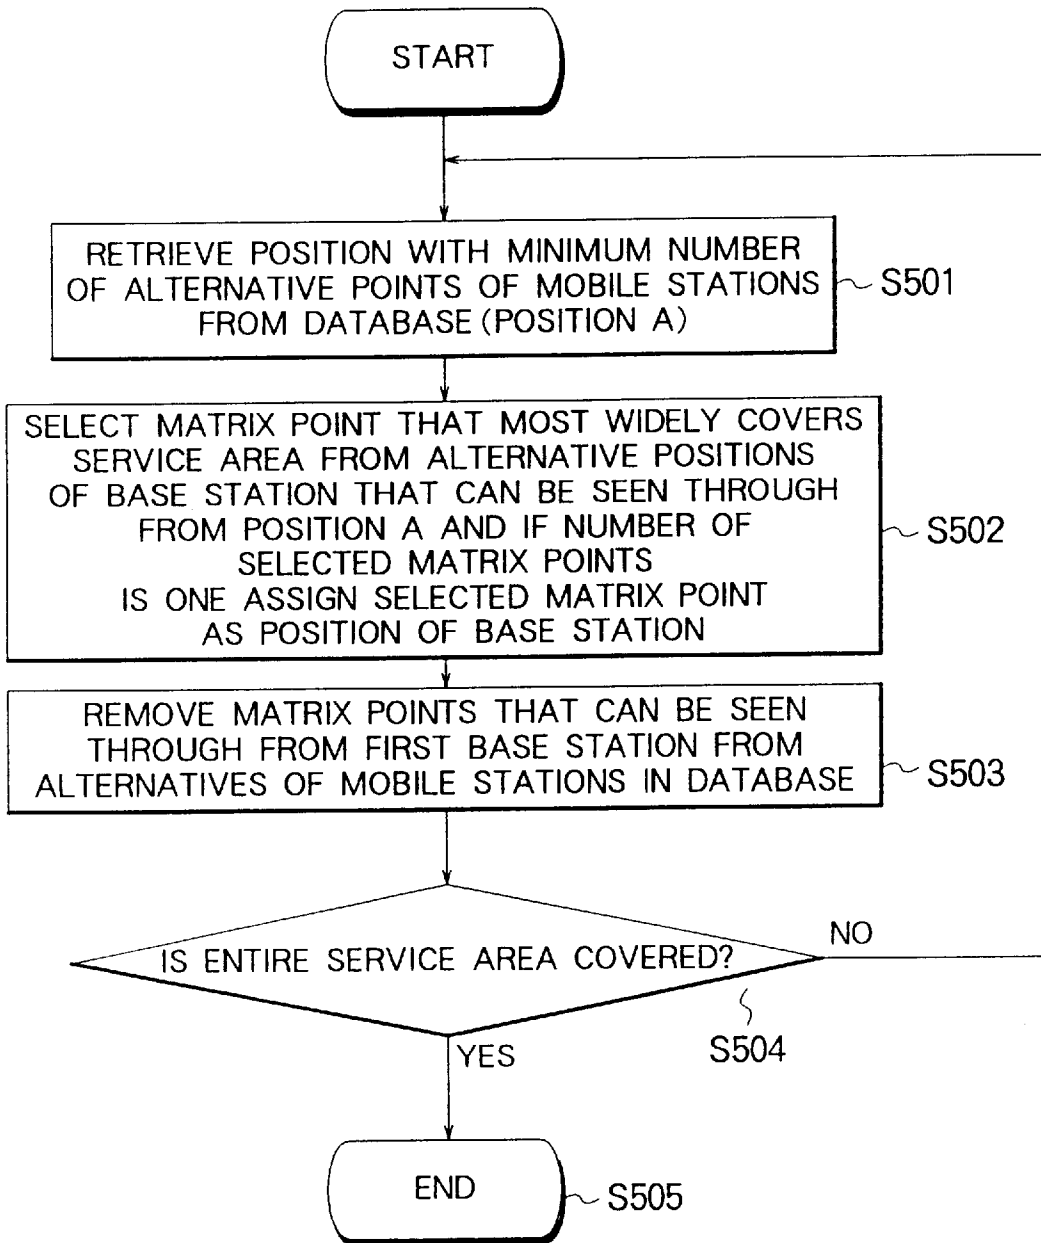 START
RETRIEVE POSITION WITH MINIMUM NUMBER
OF ALTERNATIVE POINTS OF MOBILE STATIONS
FROM DATABASE (POSITION A)
S501
SELECT MATRIX POINT THAT MOST WIDELY COVERS
SERVICE AREA FROM ALTERNATIVE POSITIONS
OF BASE STATION THAT CAN BE SEEN THROUGH
FROM POSITION A AND IF NUMBER OF
SELECTED MATRIX POINTS
IS ONE ASSIGN SELECTED MATRIX POINT
AS POSITION OF BASE STATION
S502
REMOVE MATRIX POINTS THAT CAN BE SEEN
THROUGH FROM FIRST BASE STATION FROM
ALTERNATIVES OF MOBILE STATIONS IN DATABASE
S503
IS ENTIRE SERVICE AREA COVERED?
NO
S504
YES
END
S505